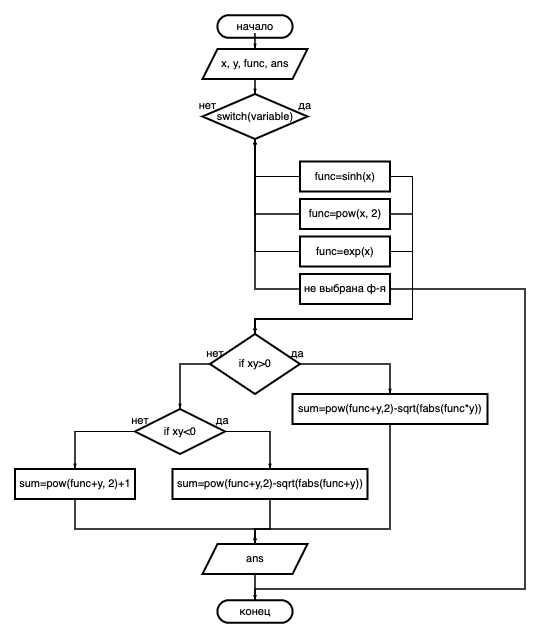 начало
x, y, func, ans
нет
да
switch(variable)
func=sinh(x)
func=pow(x, 2)
func=exp(x)
не выбрана ф-я
нет
да
if xy>0
sum=pow(func+y,2)-sqrt(fabs(func*y))
нет
да
if xy<0
sum=pow(func+y, 2)+1
sum=pow(func+y,2)-sqrt(fabs(func+y))
ans
конец